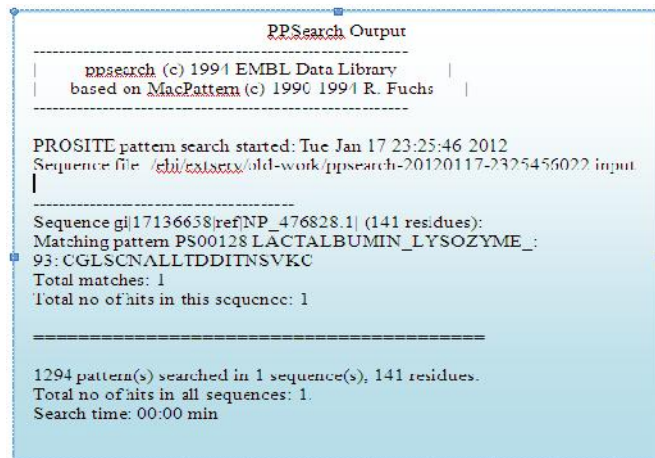 PPSearch Output
--------------------------------------------------------
| ppsearch (c) 1994 EMBL Data Library |
| based on MacPattern (c) 1990-1994 R. Fuchs |
--------------------------------------------------------
PROSITE pattern search started: Tue Jan 17 23:25:46 2012
Sequence file: /ebi/extserv/old-work/ppsearch-20120117-2325456022.input
----------------------------------------
Sequence gi|17136658|ref|NP_476828.1| (141 residues):
Matching pattern PS00128 LACTALBUMIN_LYSOZYME_:
93: CGLSCNALLTDDITNSVKC
Total matches: 1
Total no of hits in this sequence: 1
========================================
1294 pattern(s) searched in 1 sequence(s), 141 residues.
Total no of hits in all sequences: 1.
Search time: 00:00 min